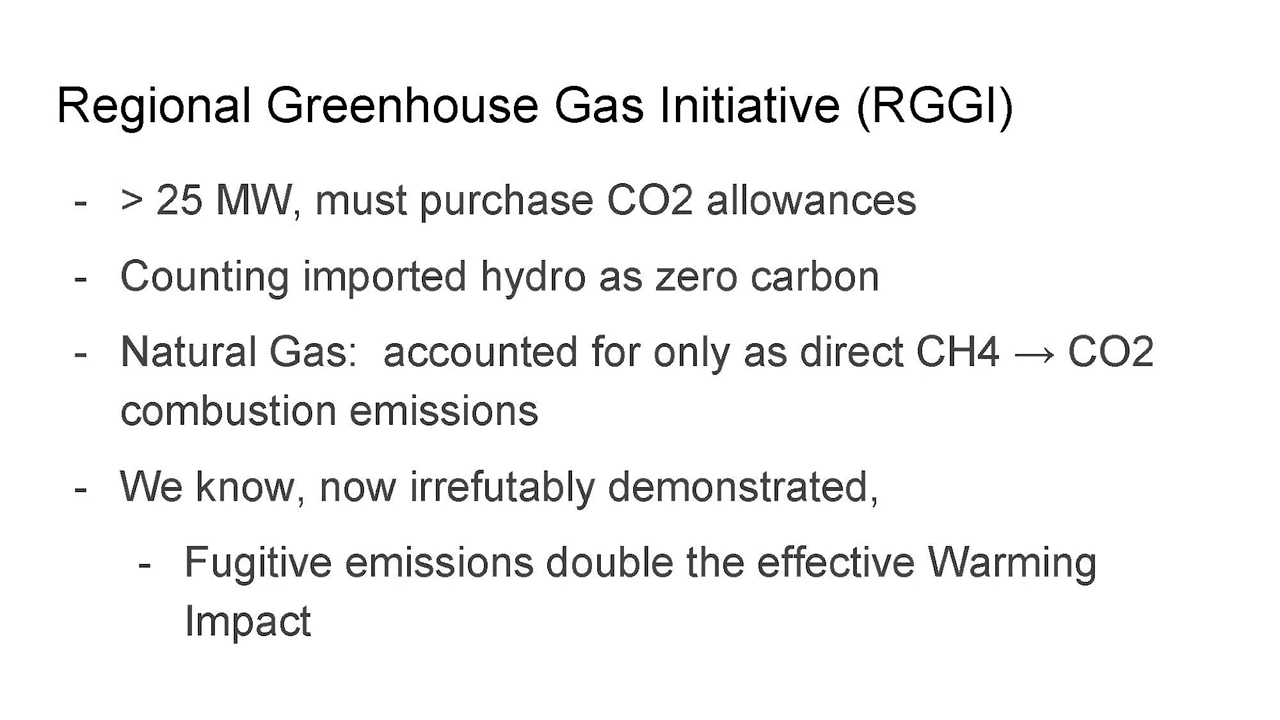 Regional Greenhouse Gas Initiative (RGGI)
- > 25 MW, must purchase CO2 allowances
- Counting imported hydro as zero carbon
- Natural Gas:  accounted for only as direct CH4 → CO2
combustion emissions
- We know, now irrefutably demonstrated,
- Fugitive emissions double the effective Warming
Impact